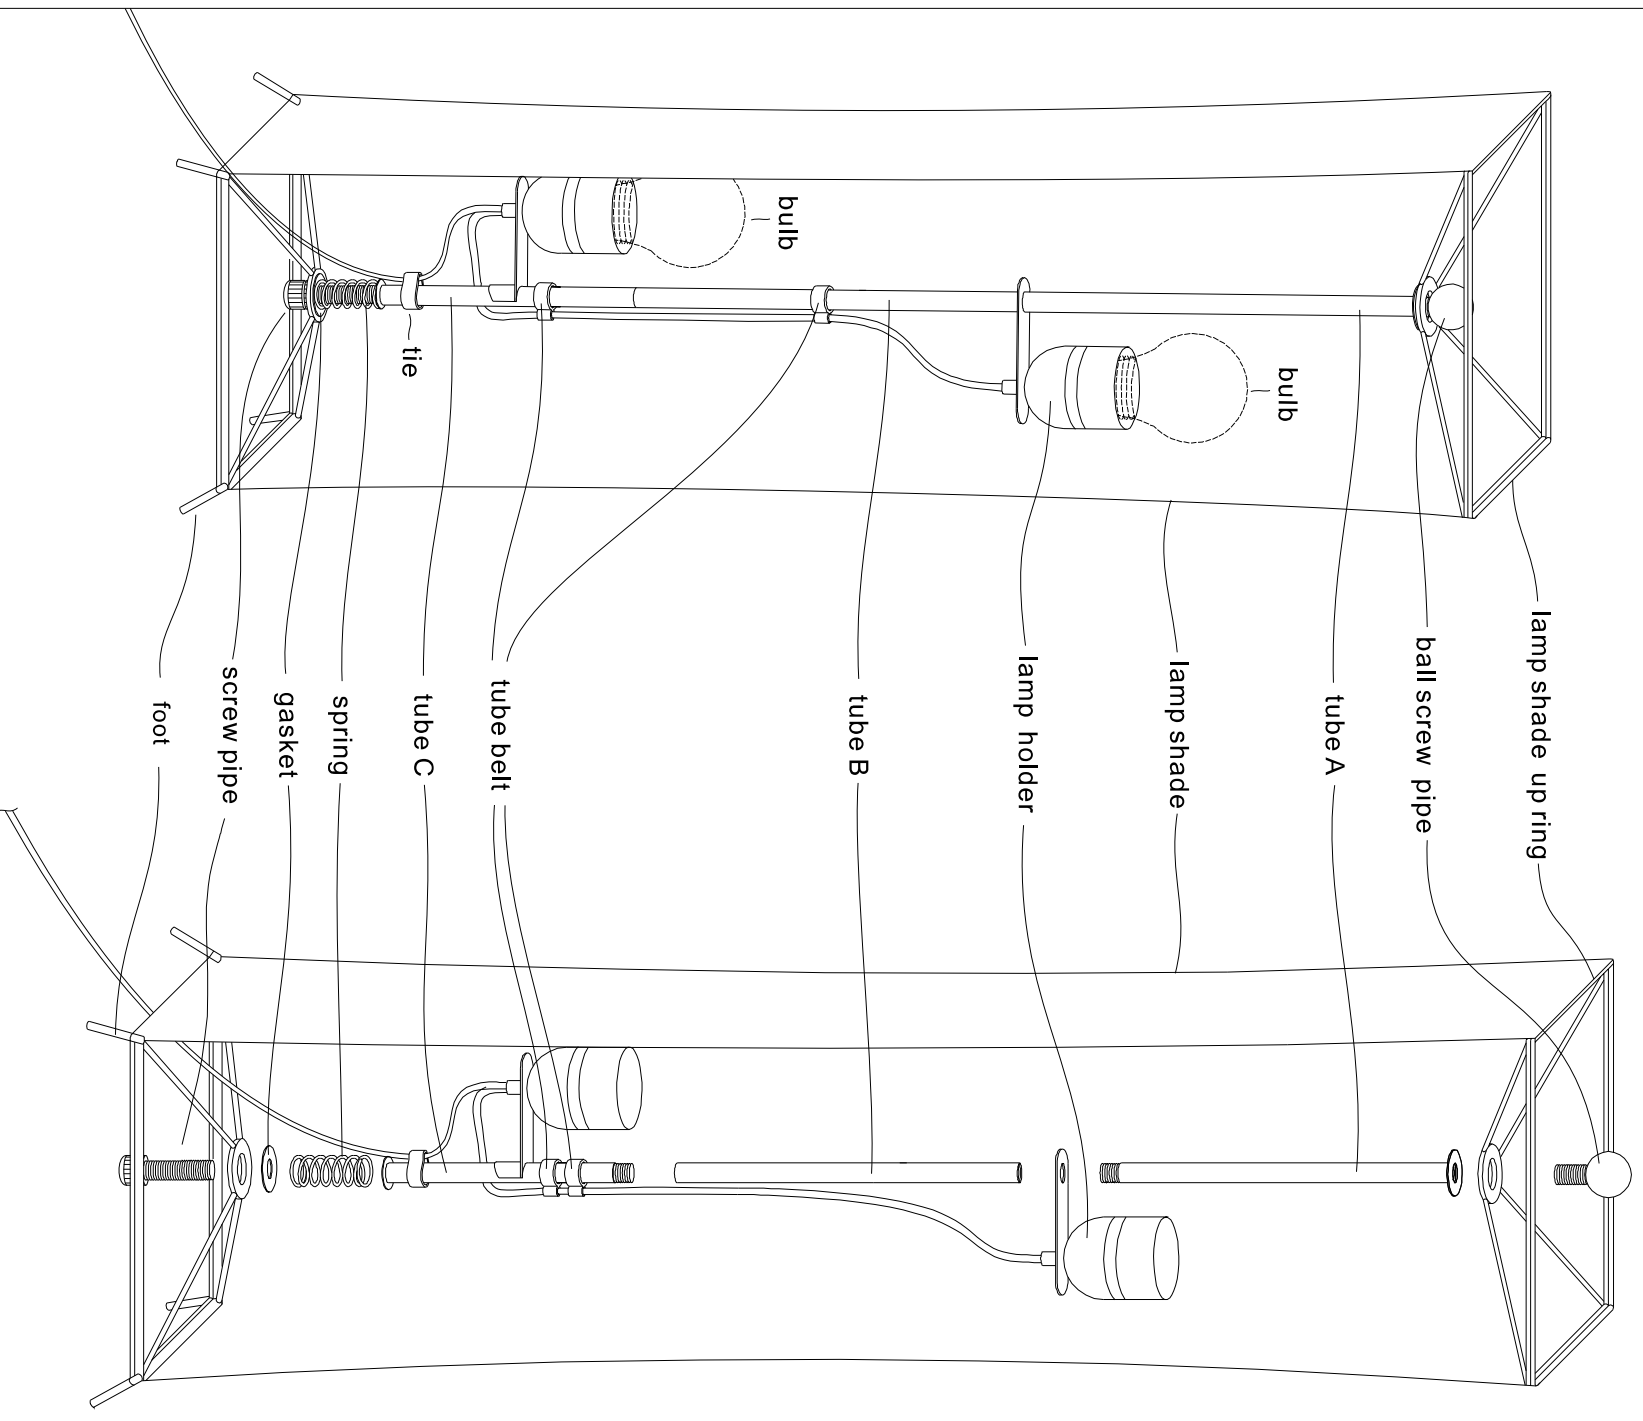 lamp shade up ring
ball screw pipe
tube A
bulb
lamp shade
lamp holder
tube B
bulb
tube belt
tube C
tie
spring
gasket
screw pipe
foot